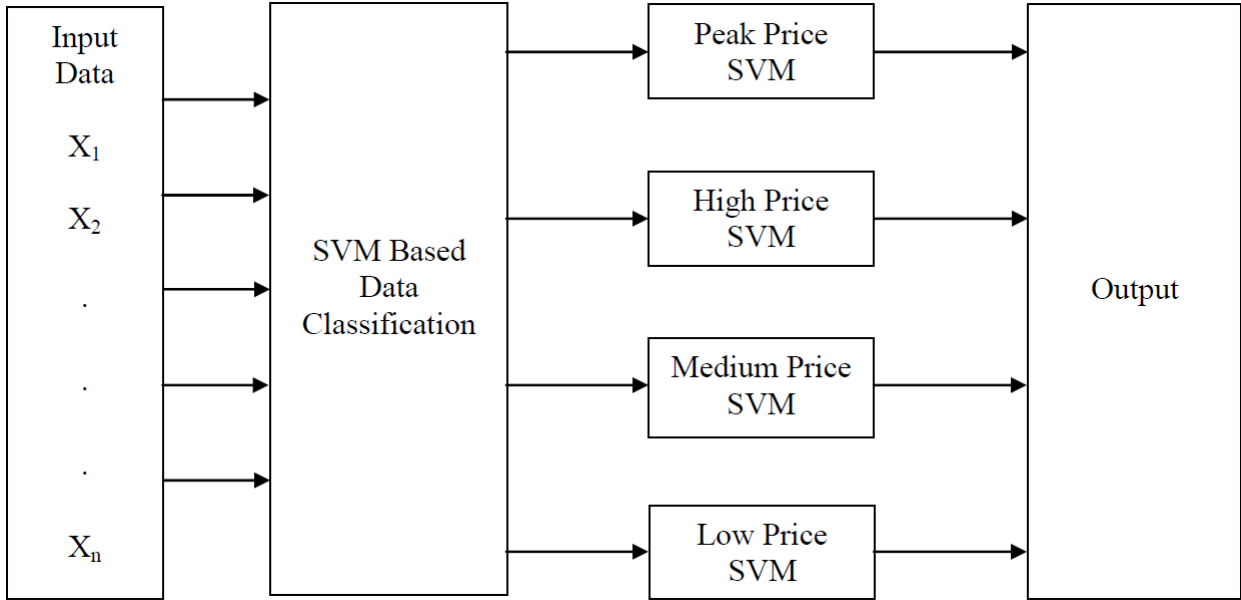 Input
Data
X1
X2
.
.
.
Xn
SVM Based
Data
Classification
Peak Price
SVM
High Price
SVM
Medium Price
SVM
Low Price
SVM
Output